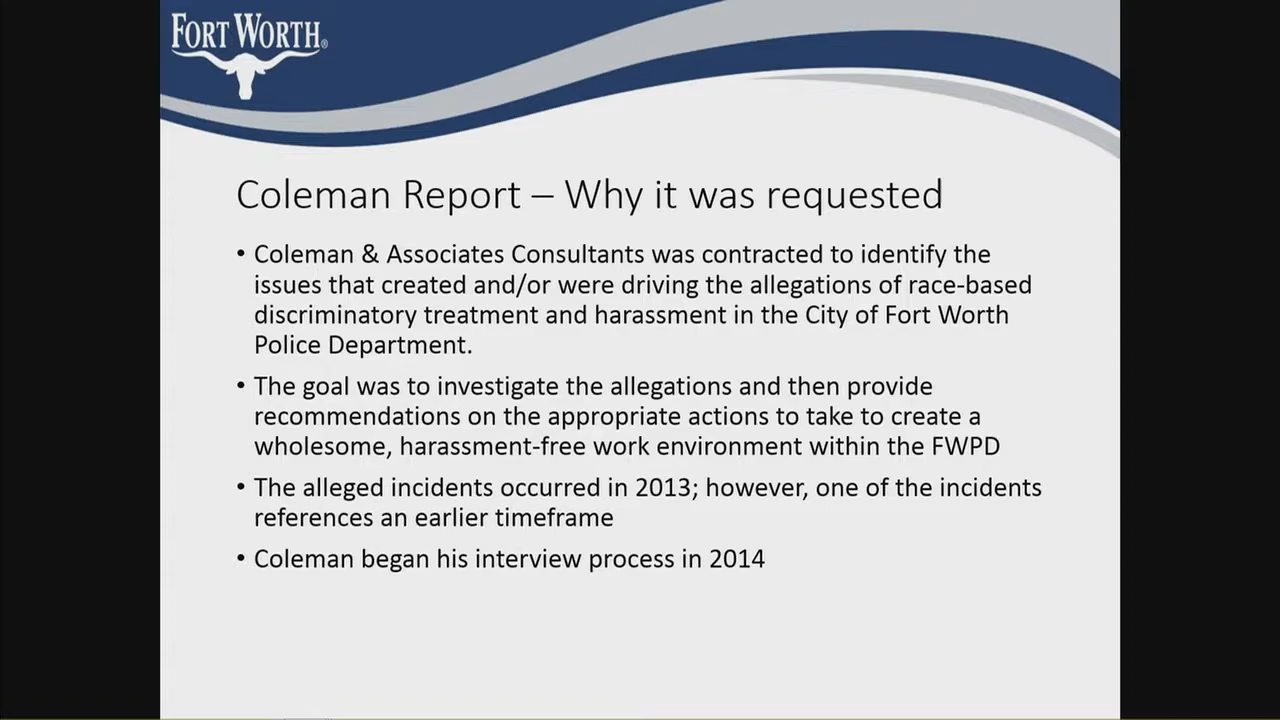 FORT WORTH®
Coleman Report – Why it was requested
• Coleman & Associates Consultants was contracted to identify the
issues that created and/or were driving the allegations of race-based
discriminatory treatment and harassment in the City of Fort Worth
Police Department.
• The goal was to investigate the allegations and then provide
recommendations on the appropriate actions to take to create a
wholesome, harassment-free work environment within the FWPD
• The alleged incidents occurred in 2013; however, one of the incidents
references an earlier timeframe
• Coleman began his interview process in 2014